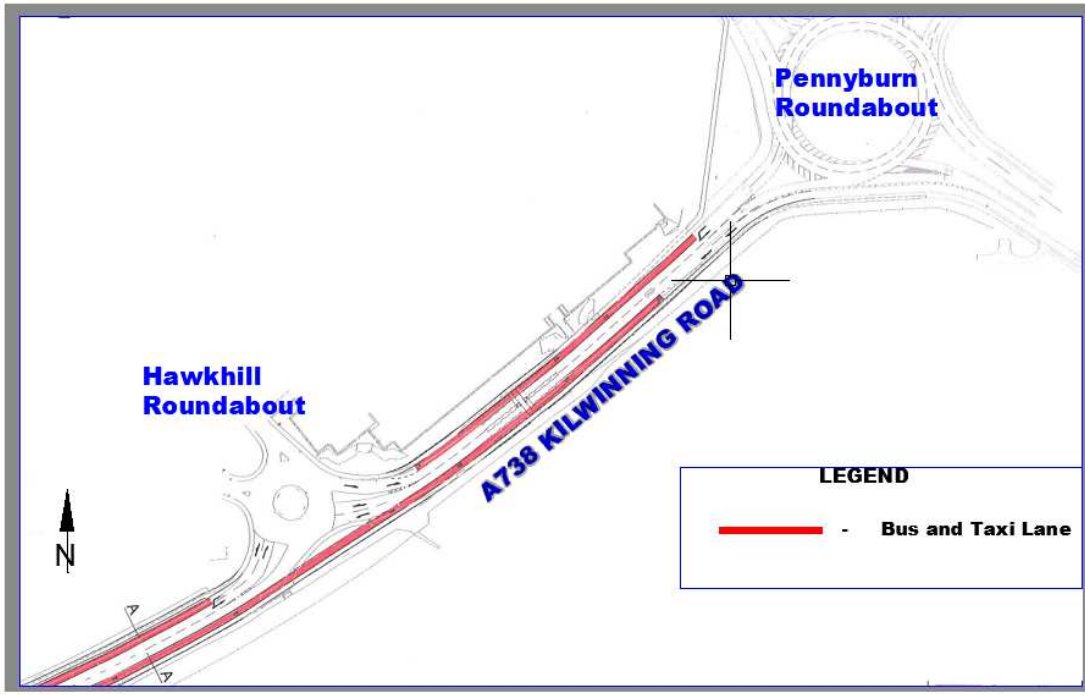 Pennyburn
Roundabout
A738 KILWINNING ROAD
Hawkhill
Roundabout
LEGEND
- Bus and Taxi Lane
N
A
A